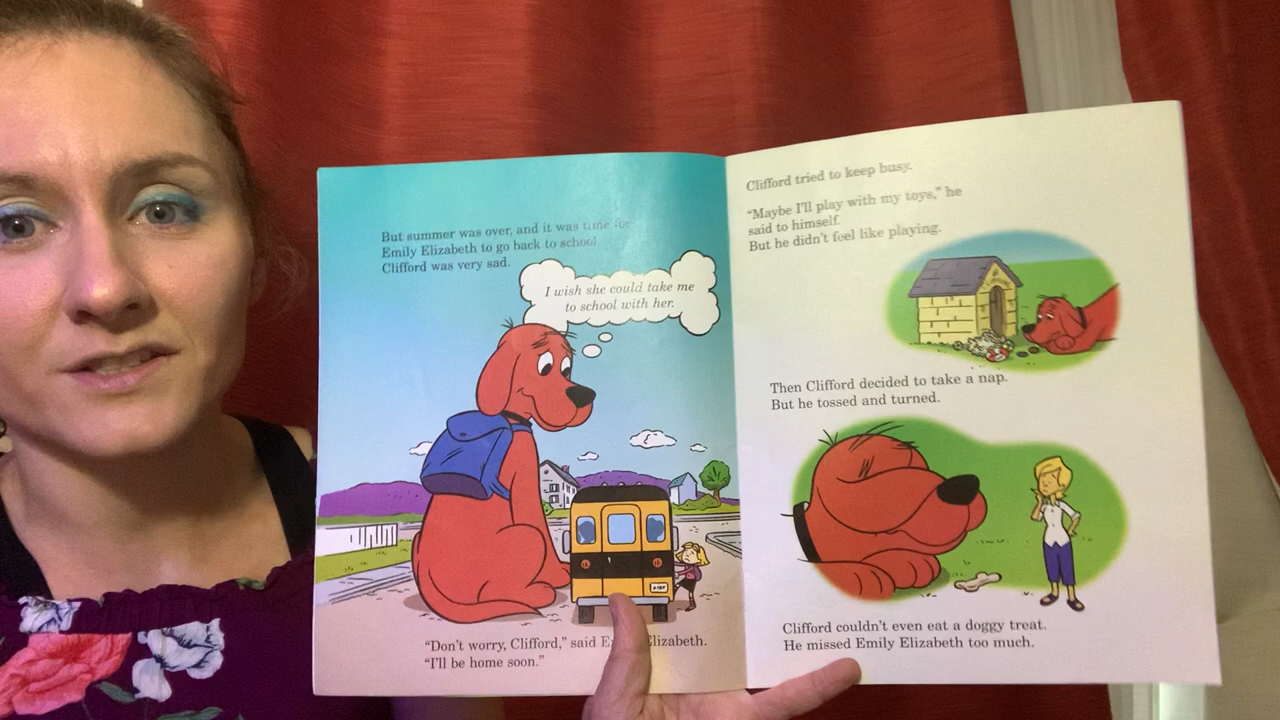 But summer was over, and it was time for
Emily Elizabeth to go back to school.
Clifford was very sad.
I wish she could take me
to school with her.
"Don't worry, Clifford," said E Elizabeth.
"I'll be home soon."
Clifford tried to keep busy.
"Maybe I'll play with my toys," he
said to himself.
But he didn't feel like playing.
Then Clifford decided to take a nap.
But he tossed and turned.
Clifford couldn't even eat a doggy treat.
He missed Emily Elizabeth too much.